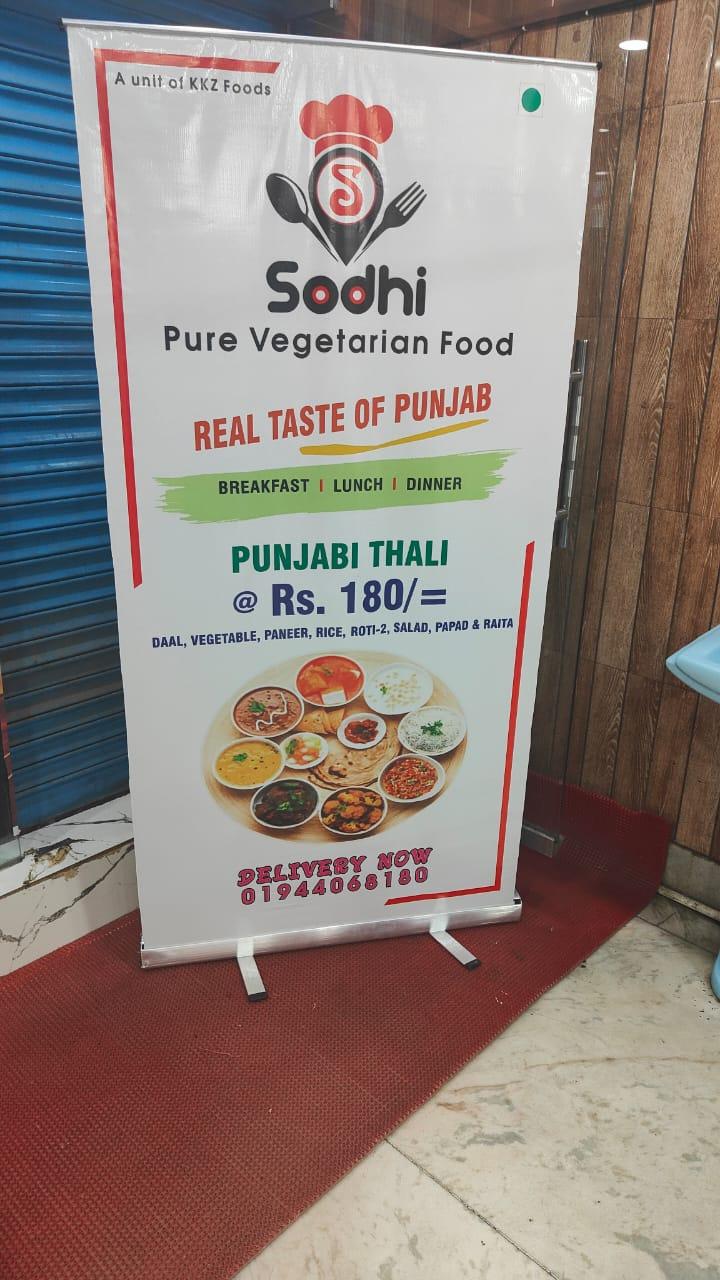 A unit of KKZ Foods
S
Sodhi
Pure Vegetarian Food
REAL TASTE OF PUNJAB
BREAKFAST | LUNCH | DINNER
PUNJABI THALI
@ Rs. 180/=
DAAL, VEGETABLE, PANEER, RICE, ROTI-2, SALAD, PAPAD & RAITA
DELIVERY NOW
01944068180